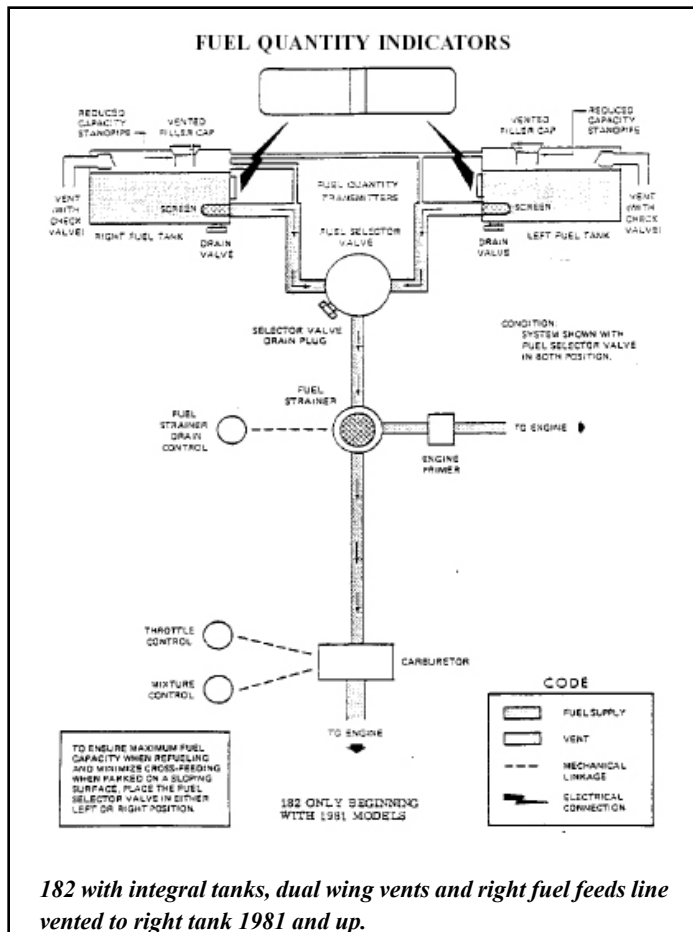 FUEL QUANTITY INDICATORS
REDUCED
CAPACITY
STANDPIPE
VENTED
FILLER CAP
VENTED
FILLER CAP
REDUCED
CAPACITY
STANDPIPE
VENT
(WITH
CHECK
VALVE)
SCREEN
RIGHT FUEL TANK
DRAIN
VALVE
FUEL QUANTITY
TRANSMITTERS
FUEL SELECTOR
VALVE
SCREEN
LEFT FUEL TANK
DRAIN
VALVE
VENT
(WITH
CHECK
VALVE)
SELECTOR VALVE
DRAIN PLUG
CONDITION:
SYSTEM SHOWN WITH
FUEL SELECTOR VALVE
IN BOTH POSITION.
FUEL
STRAINER
FUEL
STRAINER
DRAIN
CONTROL
TO ENGINE
ENGINE
PRIMER
THROTTLE
CONTROL
MIXTURE
CONTROL
CARBURETOR
TO ENGINE
CODE
FUEL SUPPLY
VENT
MECHANICAL
LINKAGE
ELECTRICAL
CONNECTION
TO ENSURE MAXIMUM FUEL
CAPACITY WHEN REFUELING
AND MINIMIZE CROSS-FEEDING
WHEN PARKED ON A SLOPING
SURFACE, PLACE THE FUEL
SELECTOR VALVE IN EITHER
LEFT OR RIGHT POSITION.
182 ONLY BEGINNING
WITH 1981 MODELS
182 with integral tanks, dual wing vents and right fuel feeds line
vented to right tank 1981 and up.